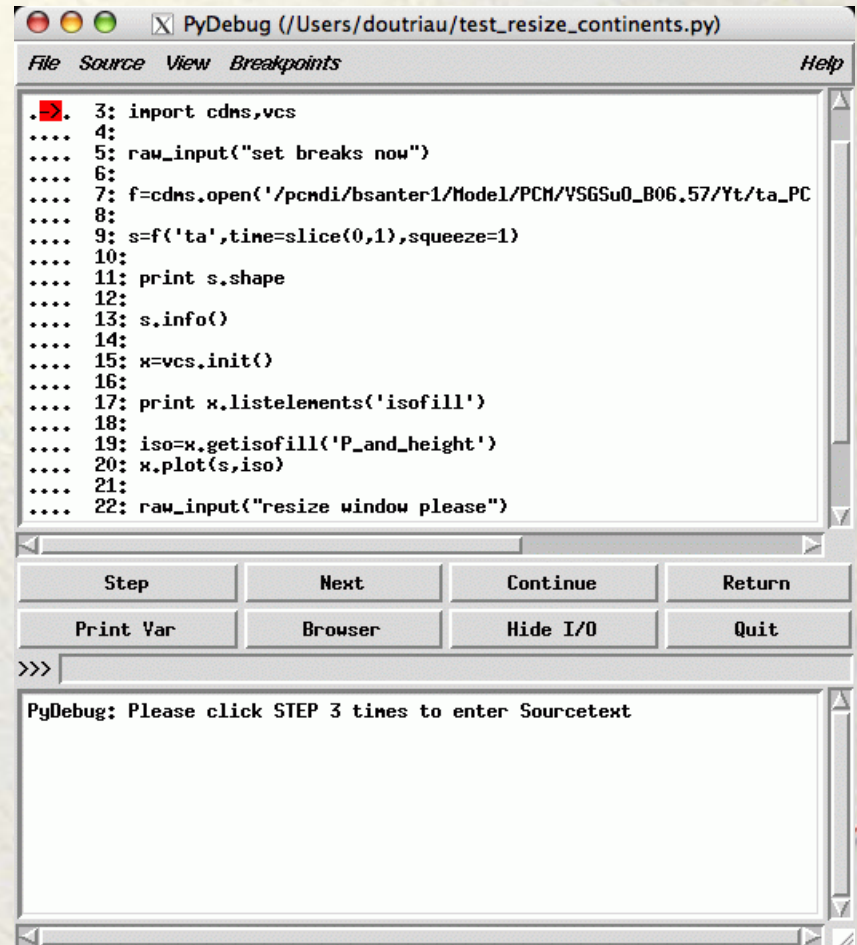 X PyDebug (/Users/doutriau/test_resize_continents.py)
File Source View Breakpoints Help
.->. 3: import cdms,vcs
.... 4:
.... 5: raw_input("set breaks now")
.... 6:
.... 7: f=cdms.open('/pcmdi/bsanter1/Model/PCM/VSGSuO_B06.57/Yt/ta_PC
.... 8:
.... 9: s=f('ta',time=slice(0,1),squeeze=1)
.... 10:
.... 11: print s.shape
.... 12:
.... 13: s.info()
.... 14:
.... 15: x=vcs.init()
.... 16:
.... 17: print x.listelements('isofill')
.... 18:
.... 19: iso=x.getisofill('P_and_height')
.... 20: x.plot(s,iso)
.... 21:
.... 22: raw_input("resize window please")
Step Next Continue Return
Print Var Browser Hide I/O Quit
>>>
PyDebug: Please click STEP 3 times to enter Sourcetext